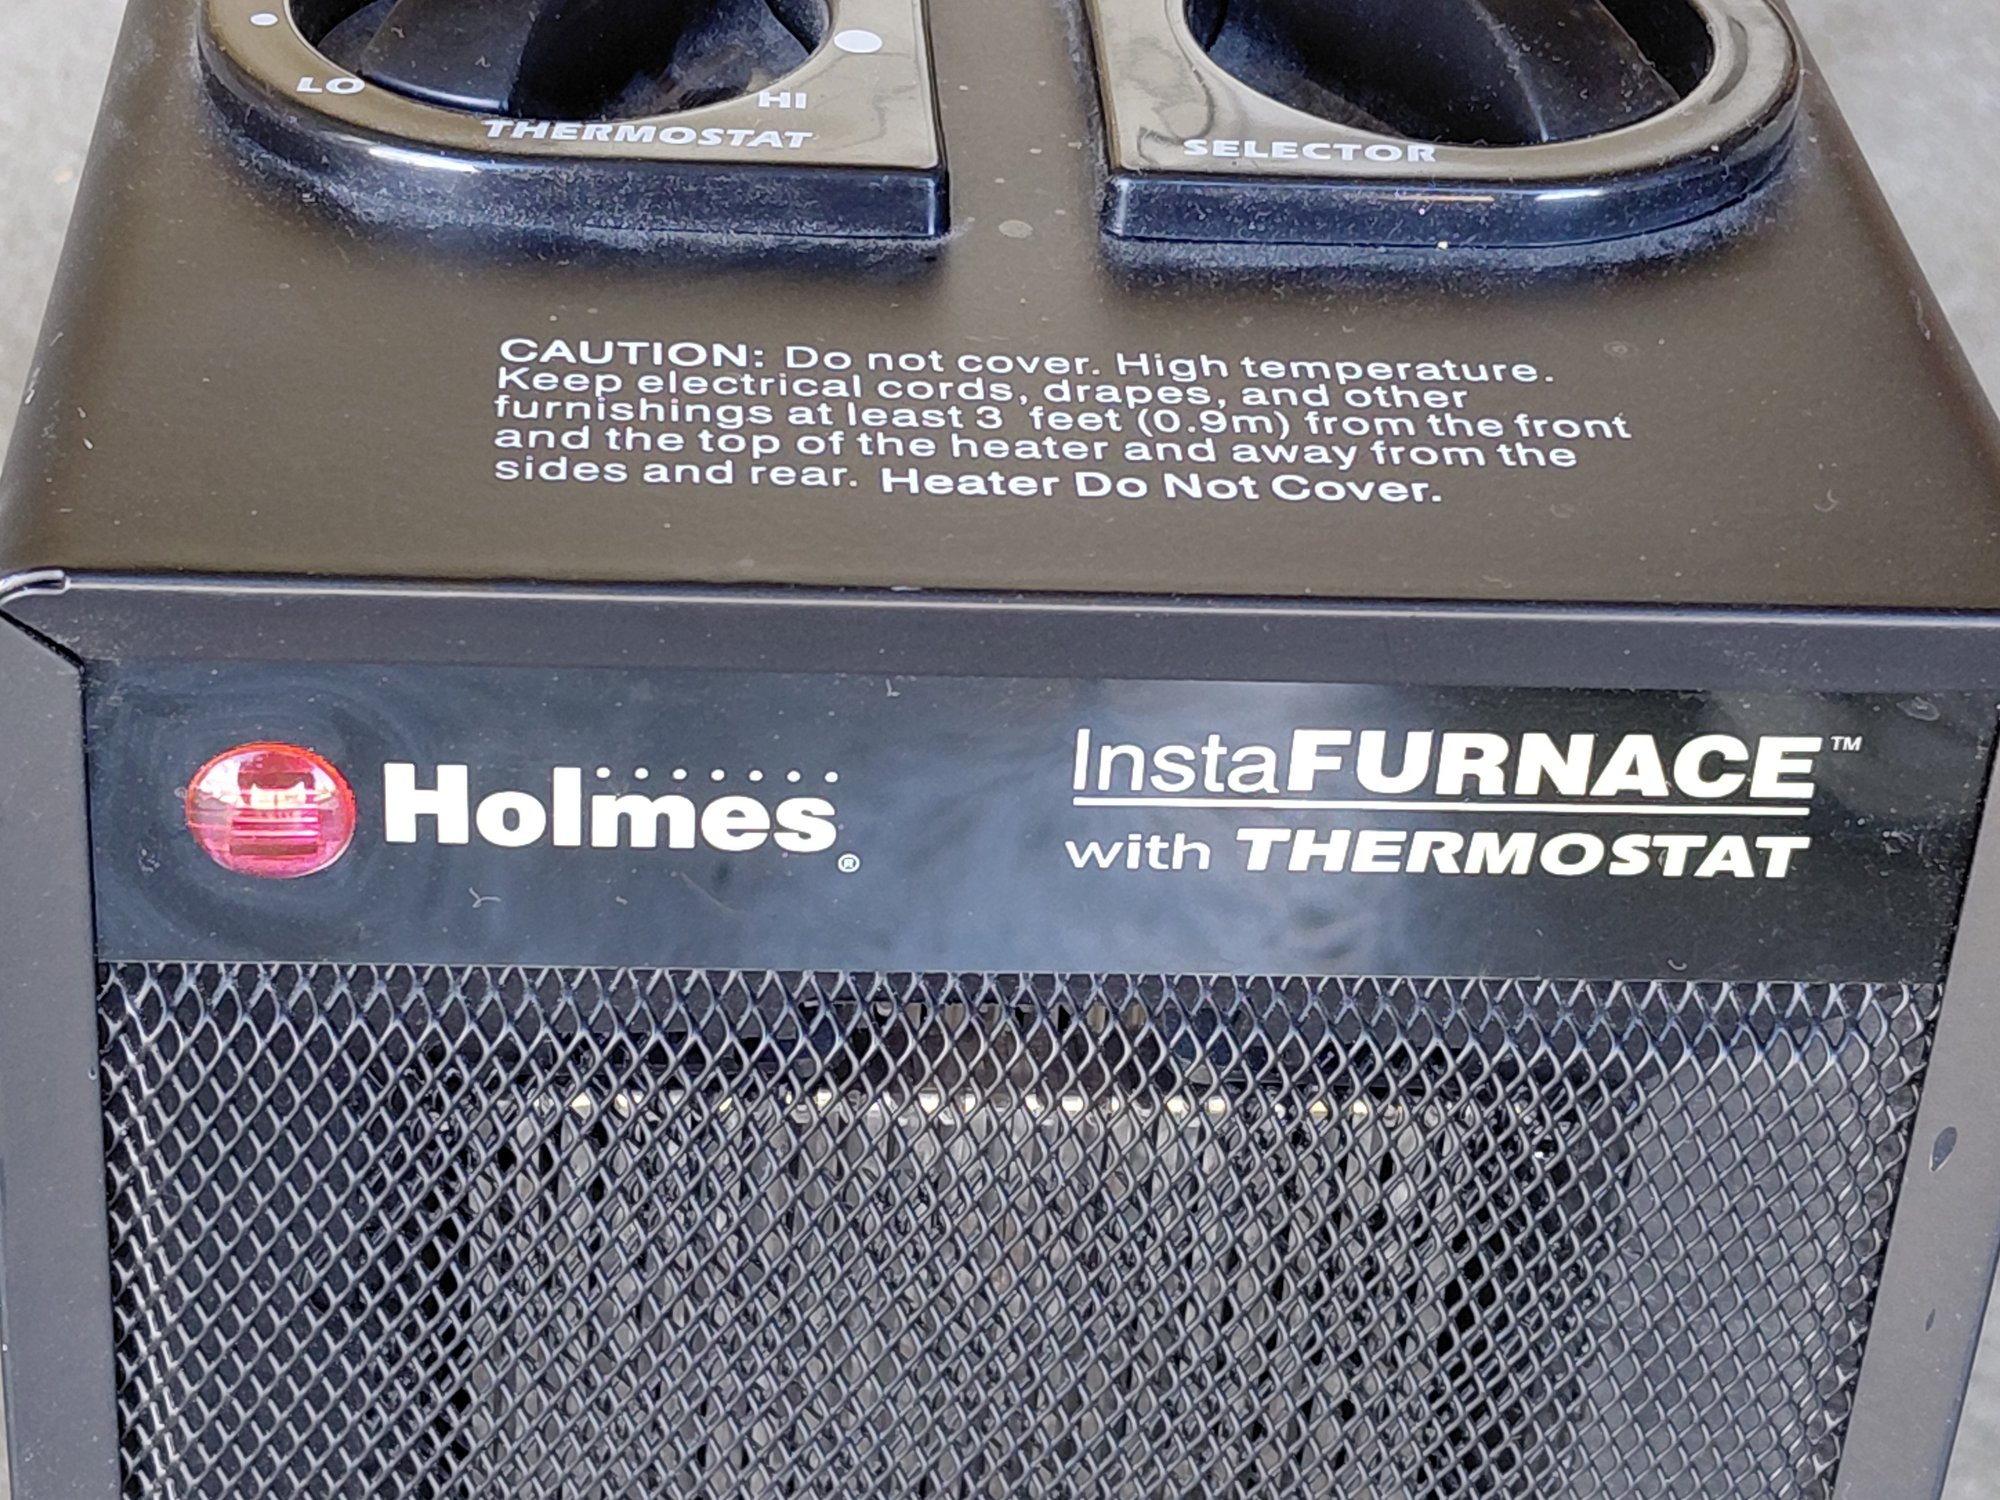 LO HI
THERMOSTAT
SELECTOR
CAUTION: Do not cover. High temperature.
Keep electrical cords, drapes, and other
furnishings at least 3 feet (0.9m) from the front
and the top of the heater and away from the
sides and rear. Heater Do Not Cover.
Holmes®
InstaFURNACE™
with THERMOSTAT